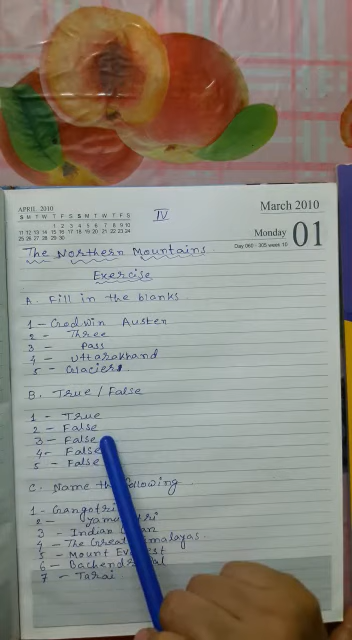 APRIL 2010
S M T W T F S S M T W T F S
1 2 3 4 5 6 7 8 9 10
11 12 13 14 15 16 17 18 19 20 21 22 23 24
25 26 27 28 29 30
IV
March 2010
Monday 01
Day 060 - 305 week 10
The Northern Mountains
Exercise
A. Fill in the blanks
1 - Godwin Austen
2 - Three
3 - Pass
4 - Uttarakhand
5 - Glaciers.
B. True / False
1 - True
2 - False
3 - False
4 - False
5 - False
C. Name the following
1 - Gangotri
2 -
3 - Indian
4 - The Great Himalayas.
5 - Mount Everest
6 -
7 - Tarai